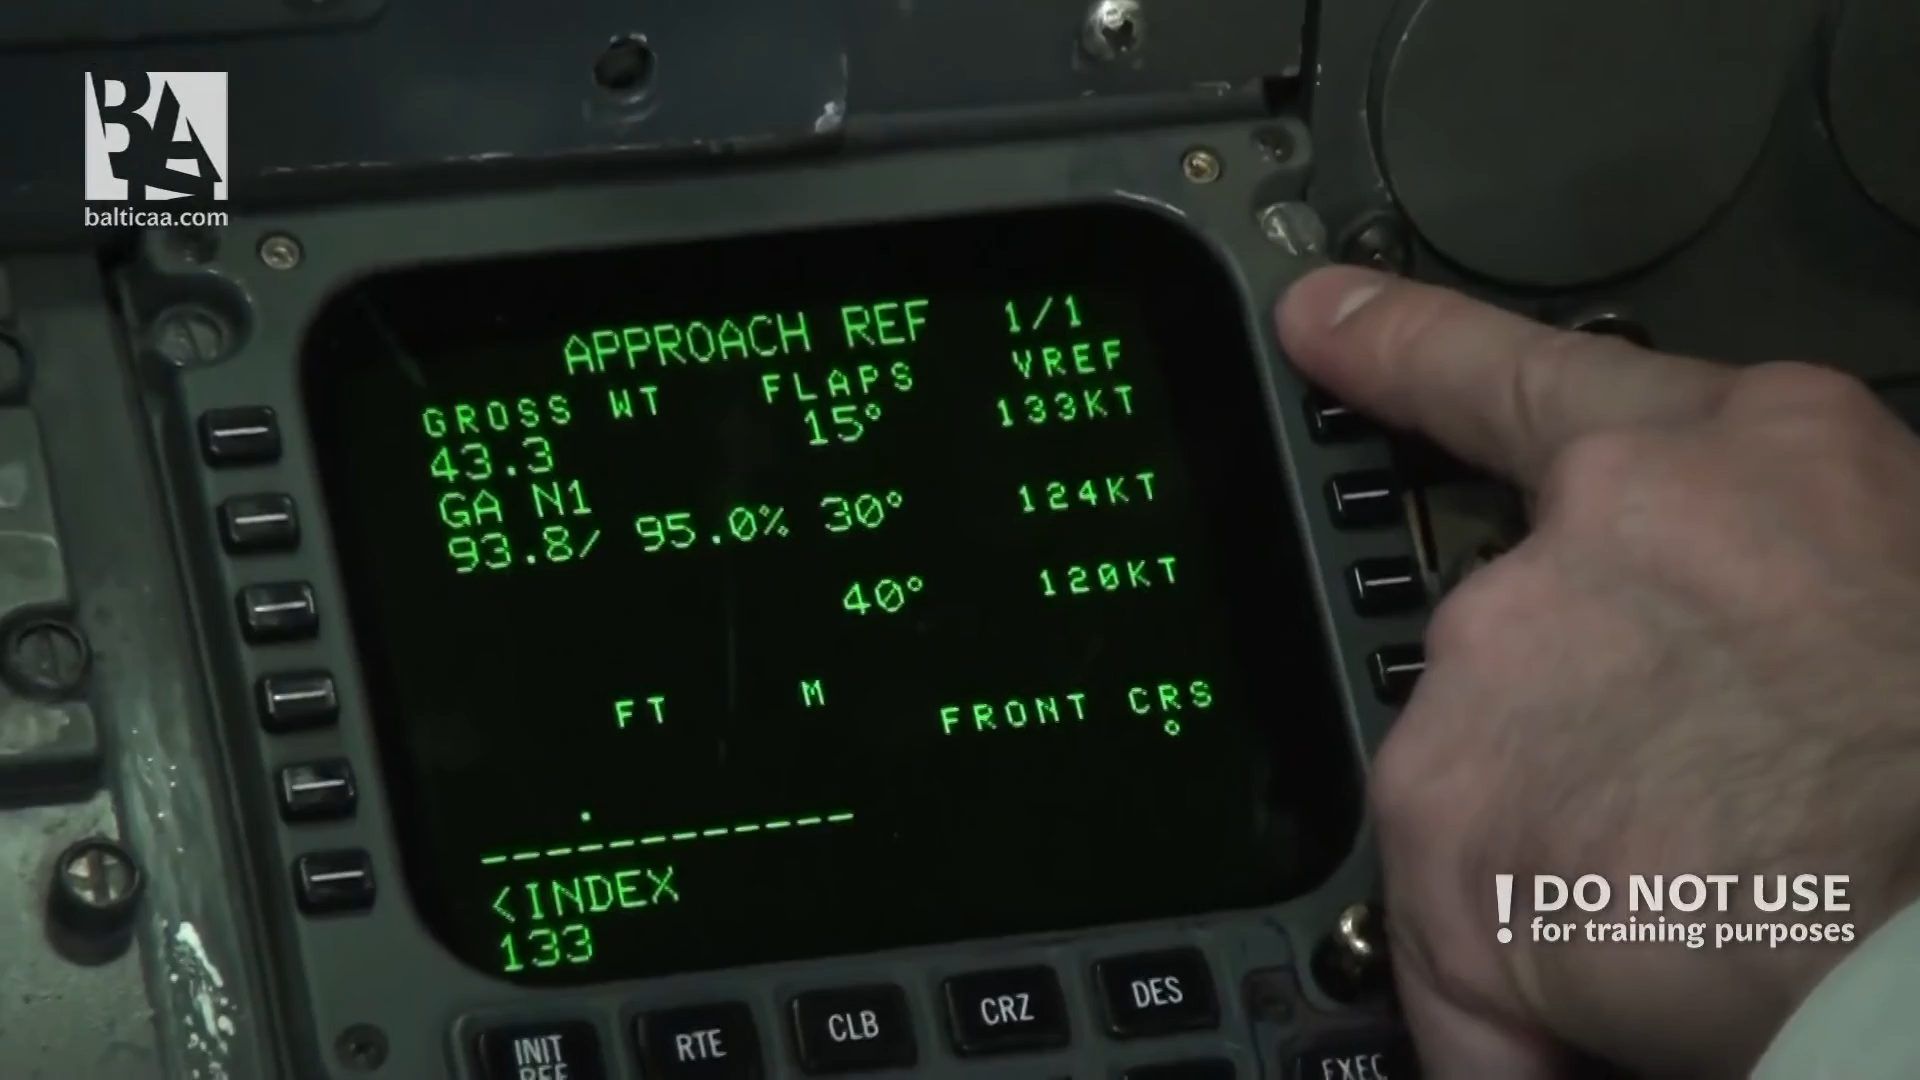 BAA
balticaa.com
APPROACH REF 1/1
GROSS WT FLAPS VREF
43.3 15° 133KT
GA N1
93.8/ 95.0% 30° 124KT
40° 120KT
FT M FRONT CRS
°
.
------------
<INDEX
133
INIT REF
RTE
CLB
CRZ
DES
EXEC
! DO NOT USE
for training purposes